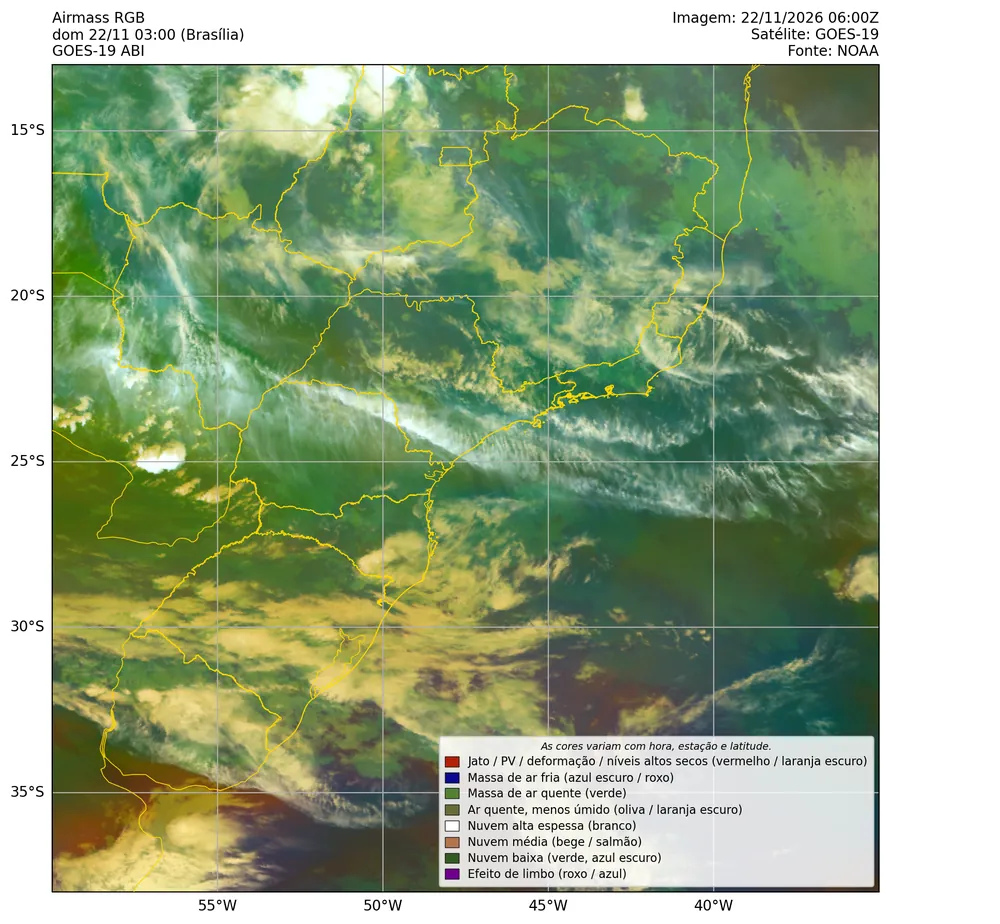 Airmass RGB
dom 22/11 03:00 (Brasília)
GOES-19 ABI
Imagem: 22/11/2026 06:00Z
Satélite: GOES-19
Fonte: NOAA
15°S
20°S
25°S
30°S
35°S
As cores variam com hora, estação e latitude.
Jato / PV / deformação / níveis altos secos (vermelho / laranja escuro)
Massa de ar fria (azul escuro / roxo)
Massa de ar quente (verde)
Ar quente, menos úmido (oliva / laranja escuro)
Nuvem alta espessa (branco)
Nuvem média (bege / salmão)
Nuvem baixa (verde, azul escuro)
Efeito de limbo (roxo / azul)
55°W 50°W 45°W 40°W